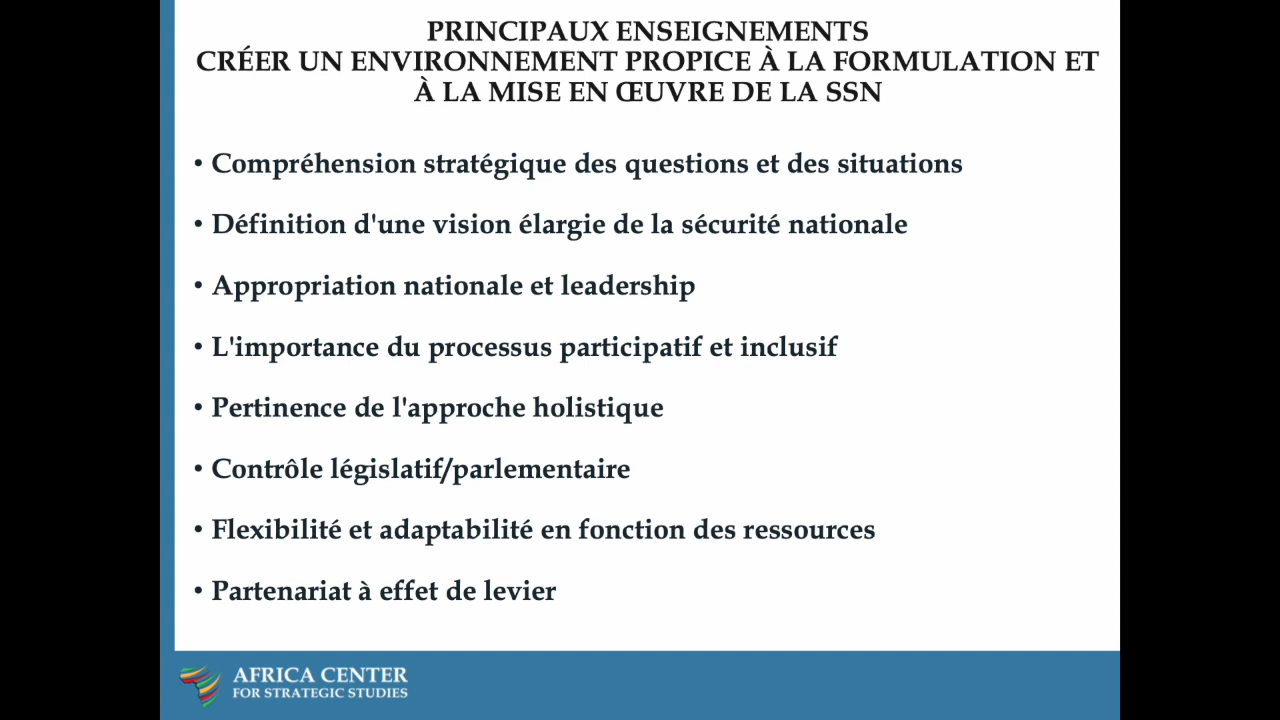 PRINCIPAUX ENSEIGNEMENTS
CRÉER UN ENVIRONNEMENT PROPICE À LA FORMULATION ET
À LA MISE EN ŒUVRE DE LA SSN
• Compréhension stratégique des questions et des situations
• Définition d'une vision élargie de la sécurité nationale
• Appropriation nationale et leadership
• L'importance du processus participatif et inclusif
• Pertinence de l'approche holistique
• Contrôle législatif/parlementaire
• Flexibilité et adaptabilité en fonction des ressources
• Partenariat à effet de levier
AFRICA CENTER
FOR STRATEGIC STUDIES